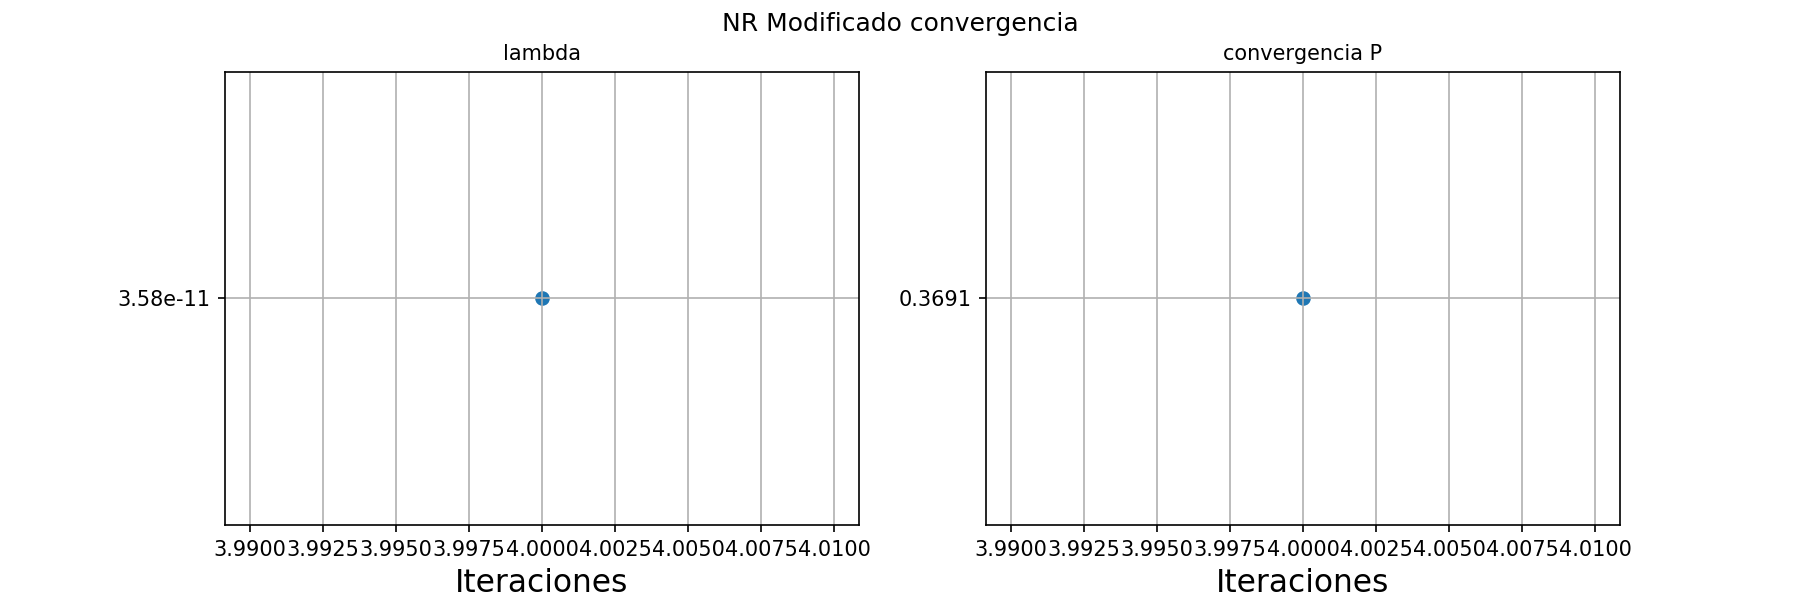 NR Modificado convergencia
lambda
3.58e-11
3.9900 3.9925 3.9950 3.9975 4.0000 4.0025 4.0050 4.0075 4.0100
Iteraciones
convergencia P
0.3691
3.9900 3.9925 3.9950 3.9975 4.0000 4.0025 4.0050 4.0075 4.0100
Iteraciones